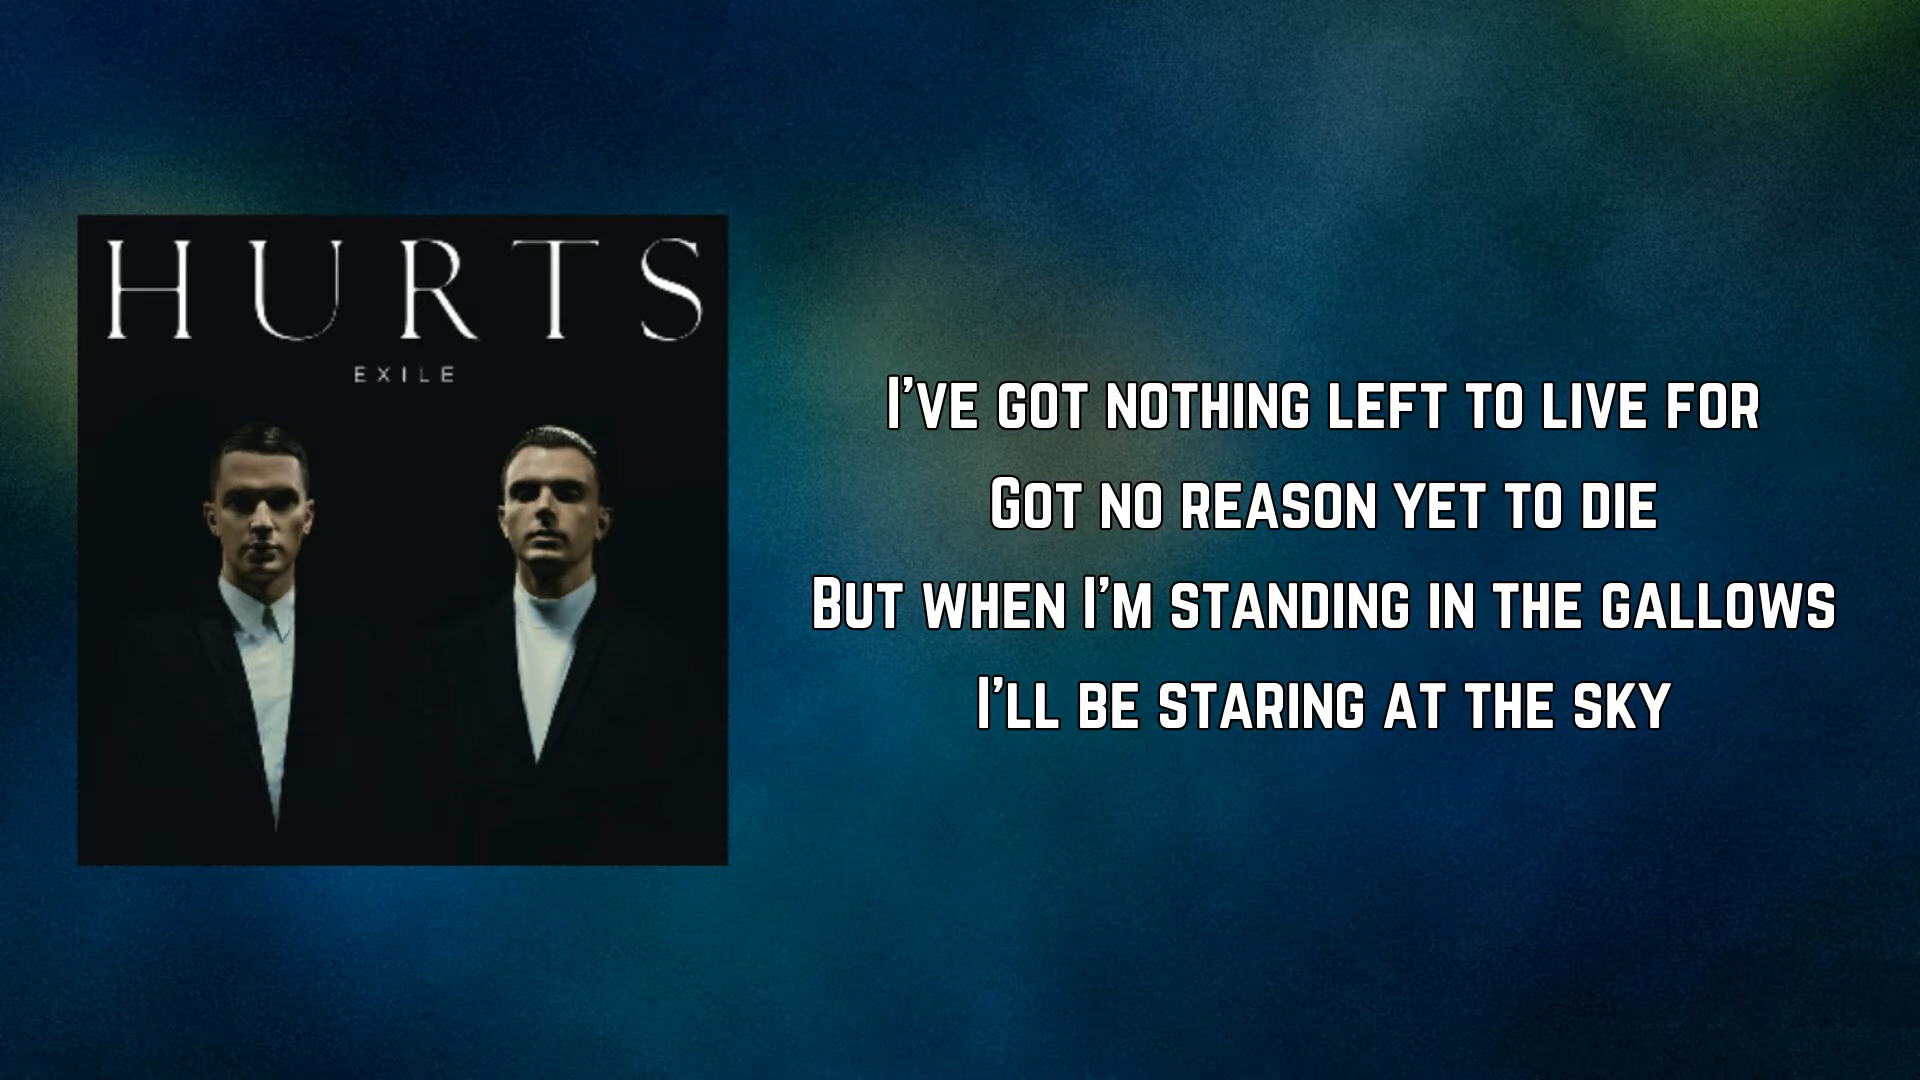 HURTS
EXILE
I've got nothing left to live for
Got no reason yet to die
But when I'm standing in the gallows
I'll be staring at the sky